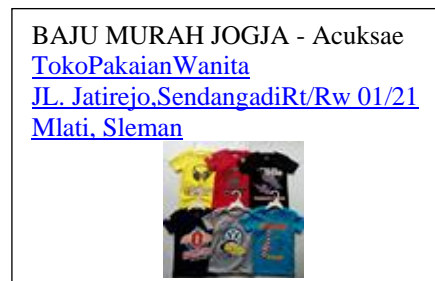 BAJU MURAH JOGJA - Acuksae
TokoPakaianWanita
JL. Jatirejo,SendangadiRt/Rw 01/21
Mlati, Sleman